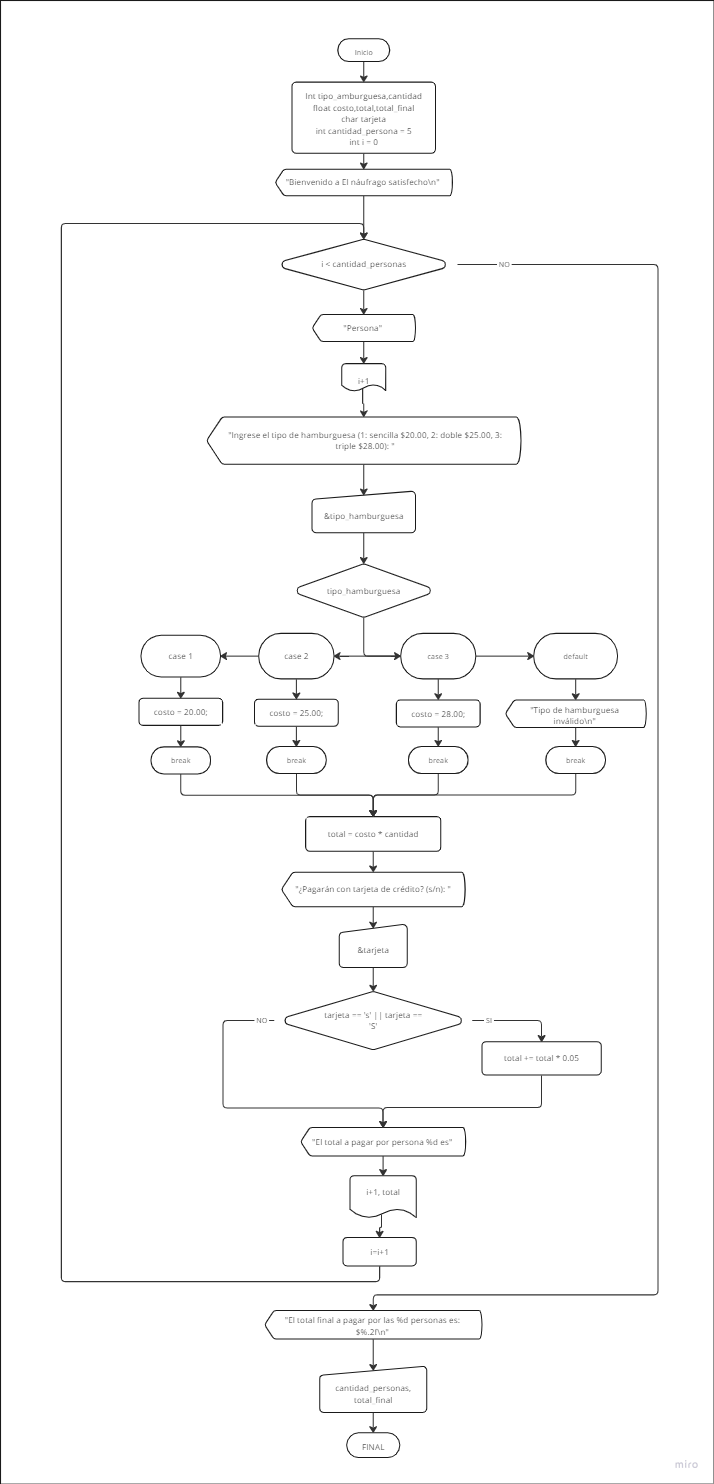 Inicio
Int tipo_amburguesa,cantidad
float costo,total,total_final
char tarjeta
int cantidad_persona = 5
int i = 0
"Bienvenido a El náufrago satisfecho\n"
i < cantidad_personas
NO
"Persona"
i+1
"Ingrese el tipo de hamburguesa (1: sencilla $20.00, 2: doble $25.00, 3:
triple $28.00): "
&tipo_hamburguesa
tipo_hamburguesa
case 1
case 2
case 3
default
costo = 20.00;
costo = 25.00;
costo = 28.00;
"Tipo de hamburguesa
inválido\n"
break
break
break
break
total = costo * cantidad
"¿Pagarán con tarjeta de crédito? (s/n): "
&tarjeta
tarjeta == 's' || tarjeta ==
'S'
NO
SI
total += total * 0.05
"El total a pagar por persona %d es"
i+1, total
i=i+1
"El total final a pagar por las %d personas es:
$%.2f\n"
cantidad_personas,
total_final
FINAL
miro